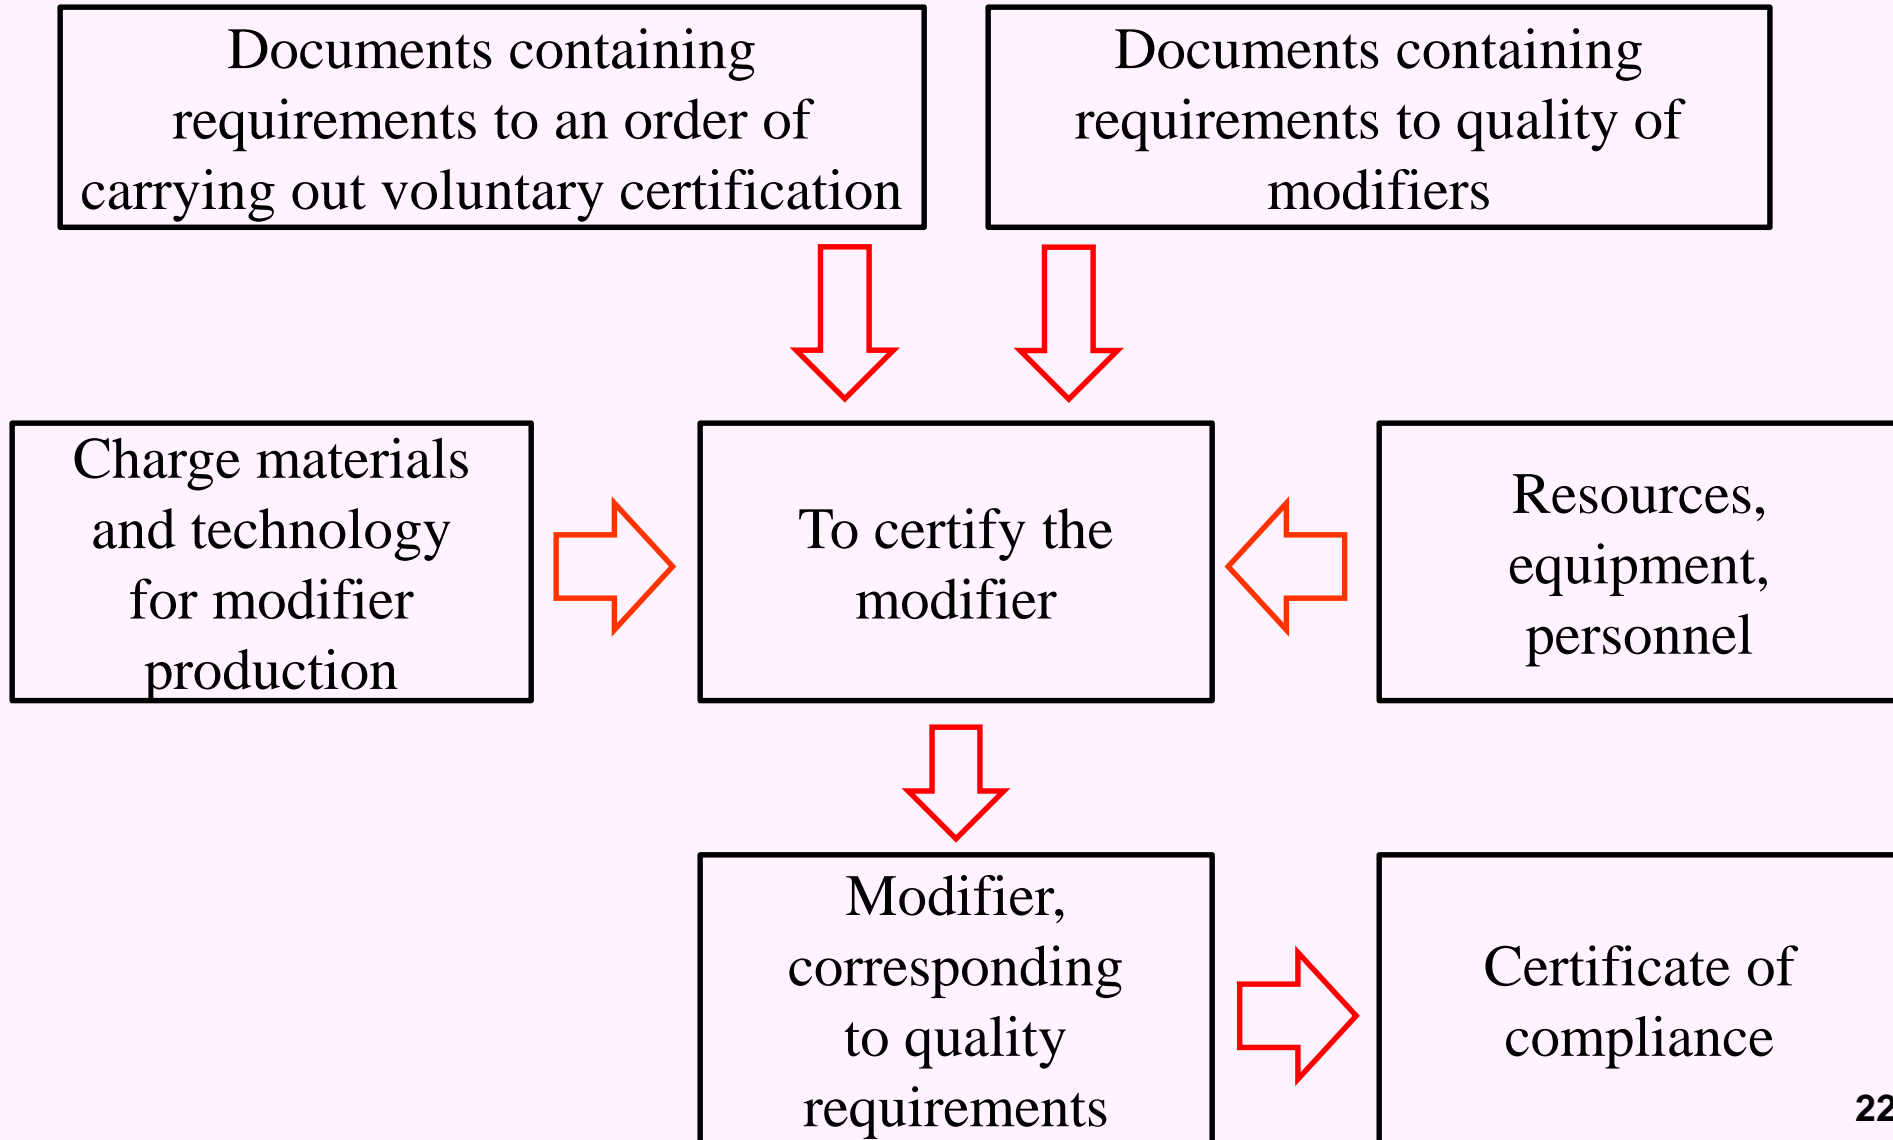 Documents containing
requirements to an order of
carrying out voluntary certification
Documents containing
requirements to quality of
modifiers
Charge materials
and technology
for modifier
production
To certify the
modifier
Resources,
equipment,
personnel
Modifier,
corresponding
to quality
requirements
Certificate of
compliance
22